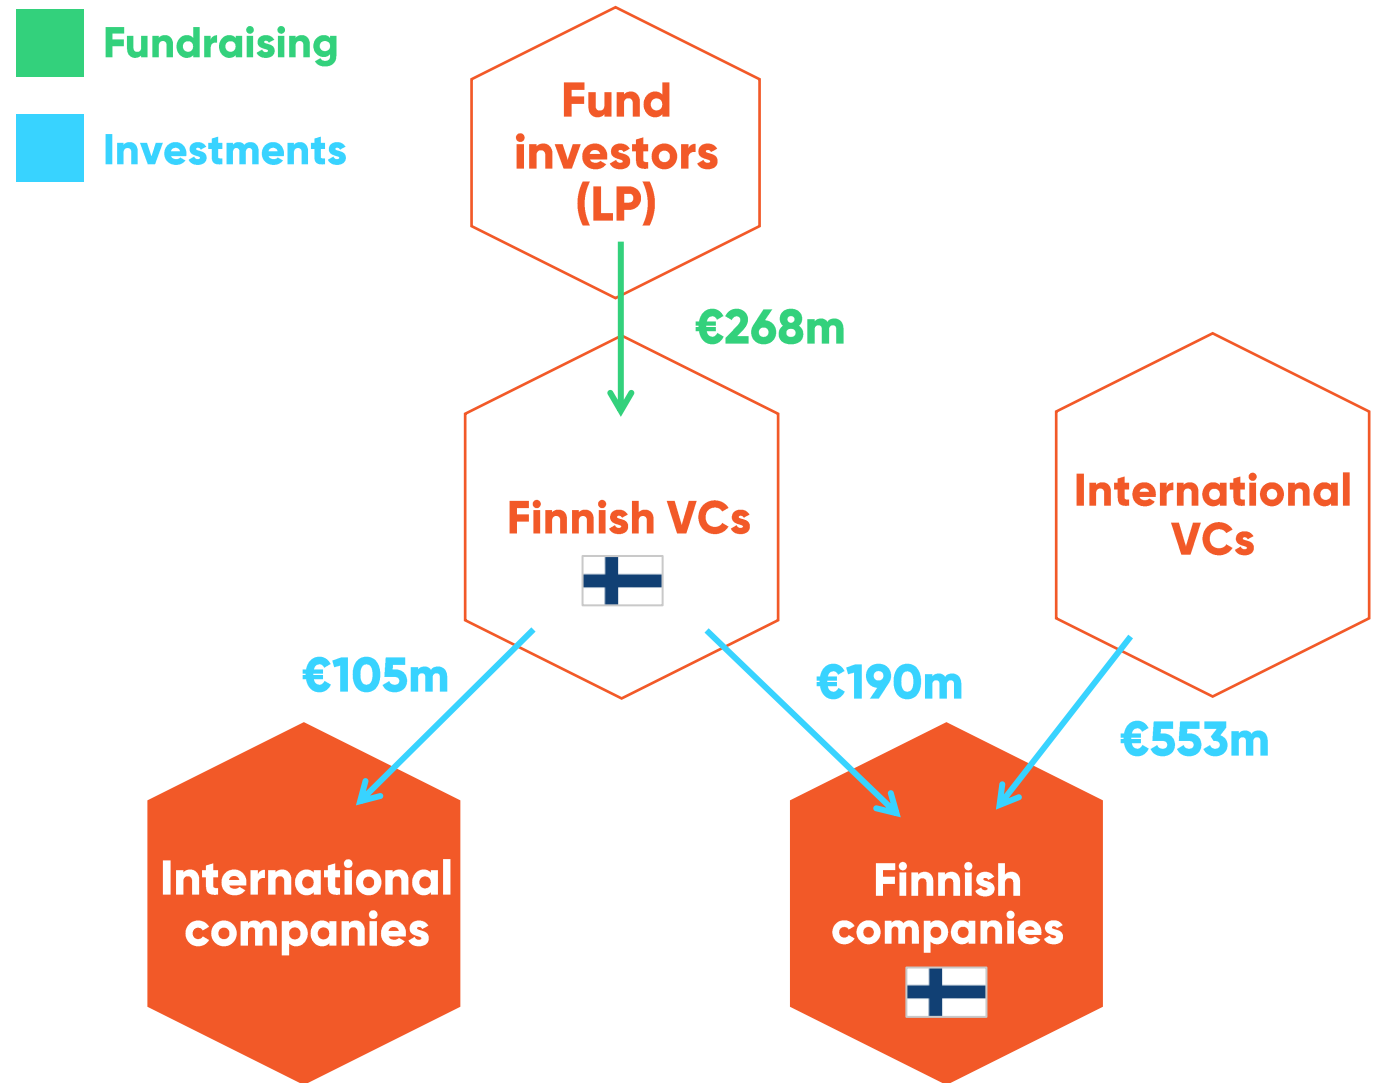 Fundraising
Investments
Fund
investors
(LP)
€268m
Finnish VCs
International
VCs
€105m
€190m
€553m
International
companies
Finnish
companies